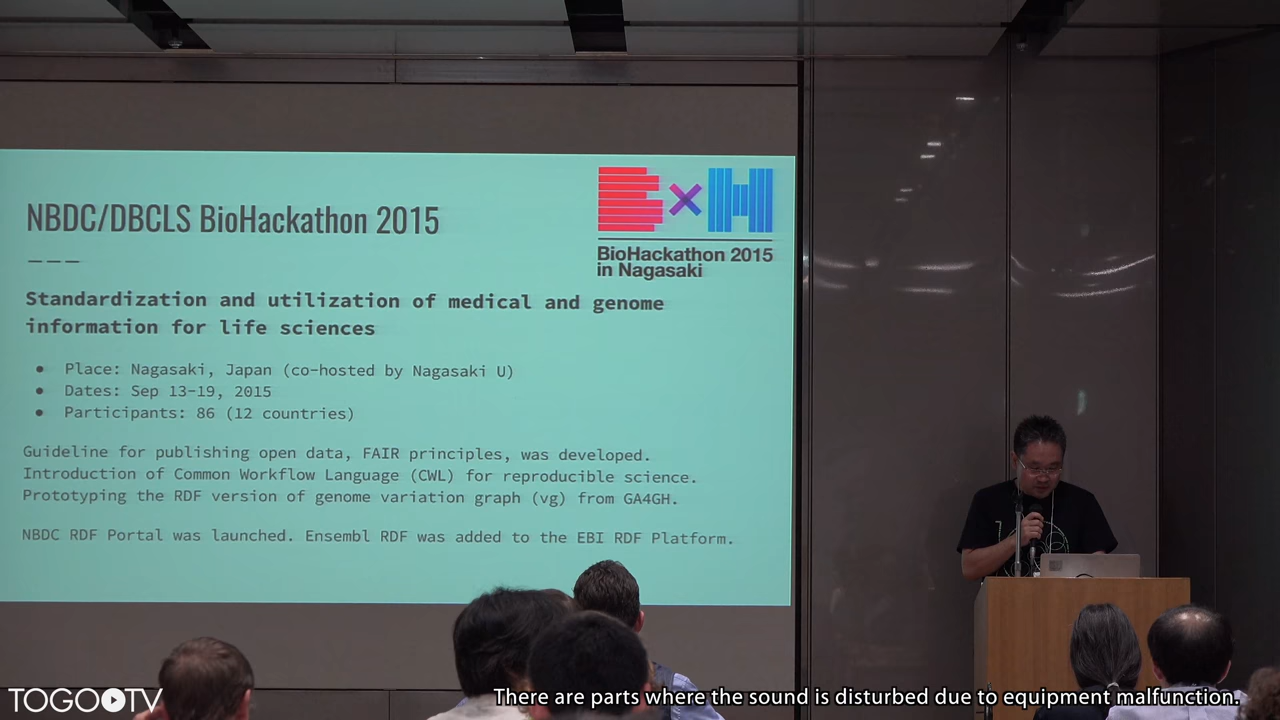 NBDC/DBCLS BioHackathon 2015
BioHackathon 2015
in Nagasaki
Standardization and utilization of medical and genome
information for life sciences
● Place: Nagasaki, Japan (co-hosted by Nagasaki U)
● Dates: Sep 13-19, 2015
● Participants: 86 (12 countries)
Guideline for publishing open data, FAIR principles, was developed.
Introduction of Common Workflow Language (CWL) for reproducible science.
Prototyping the RDF version of genome variation graph (vg) from GA4GH.
NBDC RDF Portal was launched. Ensembl RDF was added to the EBI RDF Platform.
TOGO TV
There are parts where the sound is disturbed due to equipment malfunction.